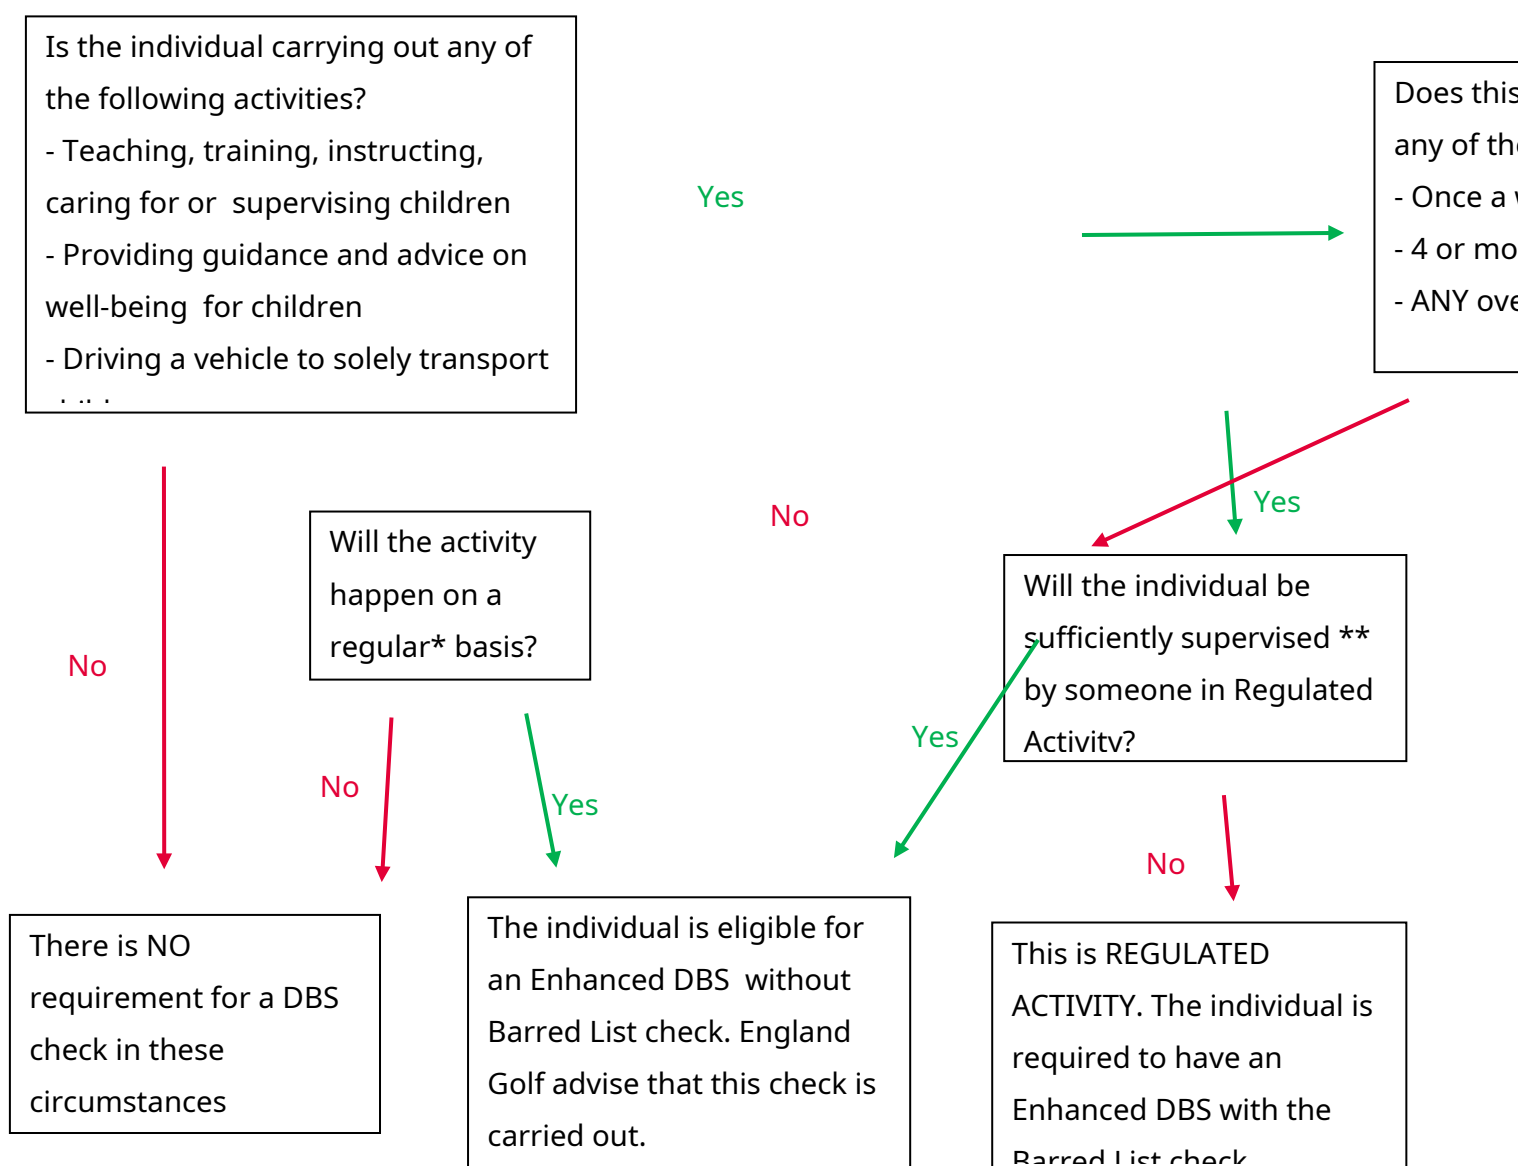 Is the individual carrying out any of
the following activities?
- Teaching, training, instructing,
caring for or  supervising children
- Providing guidance and advice on
well-being  for children
- Driving a vehicle to solely transport
Yes
Does this
any of
- Once a
- 4 or
- ANY
No
Will the activity
happen on a
regular* basis?
No
Yes
Will the individual be
sufficiently supervised **
by someone in Regulated
Activity?
Yes
No
Yes
No
There is NO
requirement for a DBS
check in these
circumstances
The individual is eligible for
an Enhanced DBS  without
Barred List check. England
Golf advise that this check is
carried out.
This is REGULATED
ACTIVITY. The individual is
required to have an
Enhanced DBS with the
Barred List check